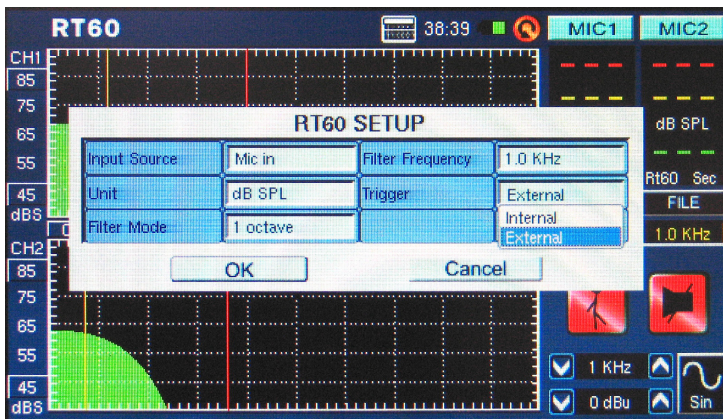 RT60 38:39 MIC1 MIC2
CH1
85
75
65
55
45
dBS
RT60 SETUP
Input Source Mic in Filter Frequency 1.0 KHz
Unit dB SPL Trigger External
Internal
External
Filter Mode 1 octave
OK Cancel
dB SPL
Rt60 Sec
FILE
1.0 KHz
CH2
85
75
65
55
45
dBS
1 KHz
0 dBu
Sin